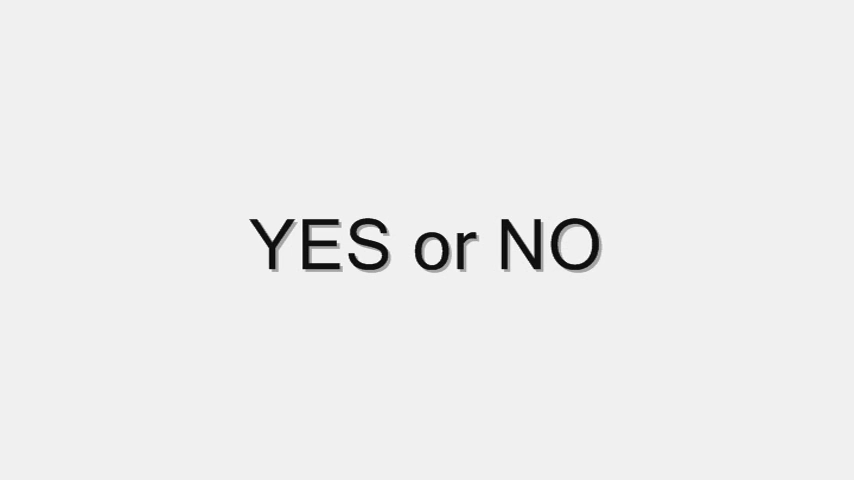 YES or NO